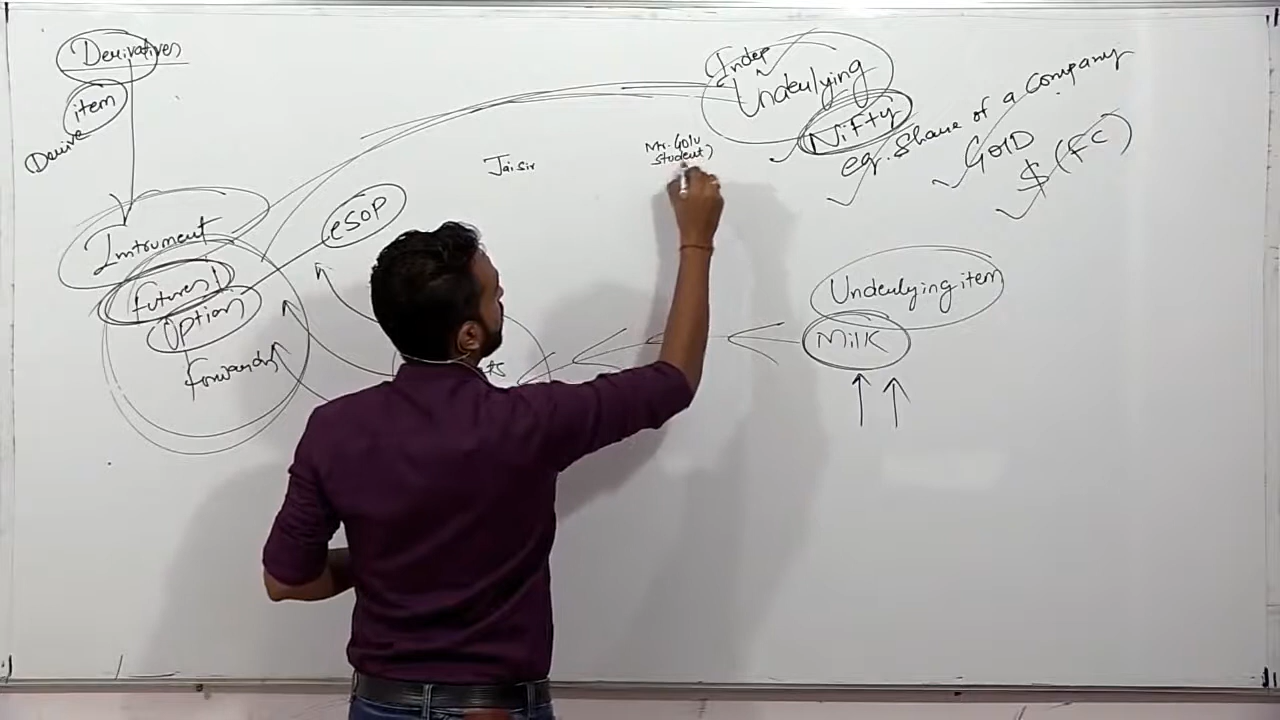 Derivatives
item
Derive
Intrument
Futures
Option
Forwards
eSOP
Jai Sir
Mr. Golu
Student)
Indep
Underlying
Nifty
eg. Share of a Company
GOlD
$ (FC)
Underlying item
Milk